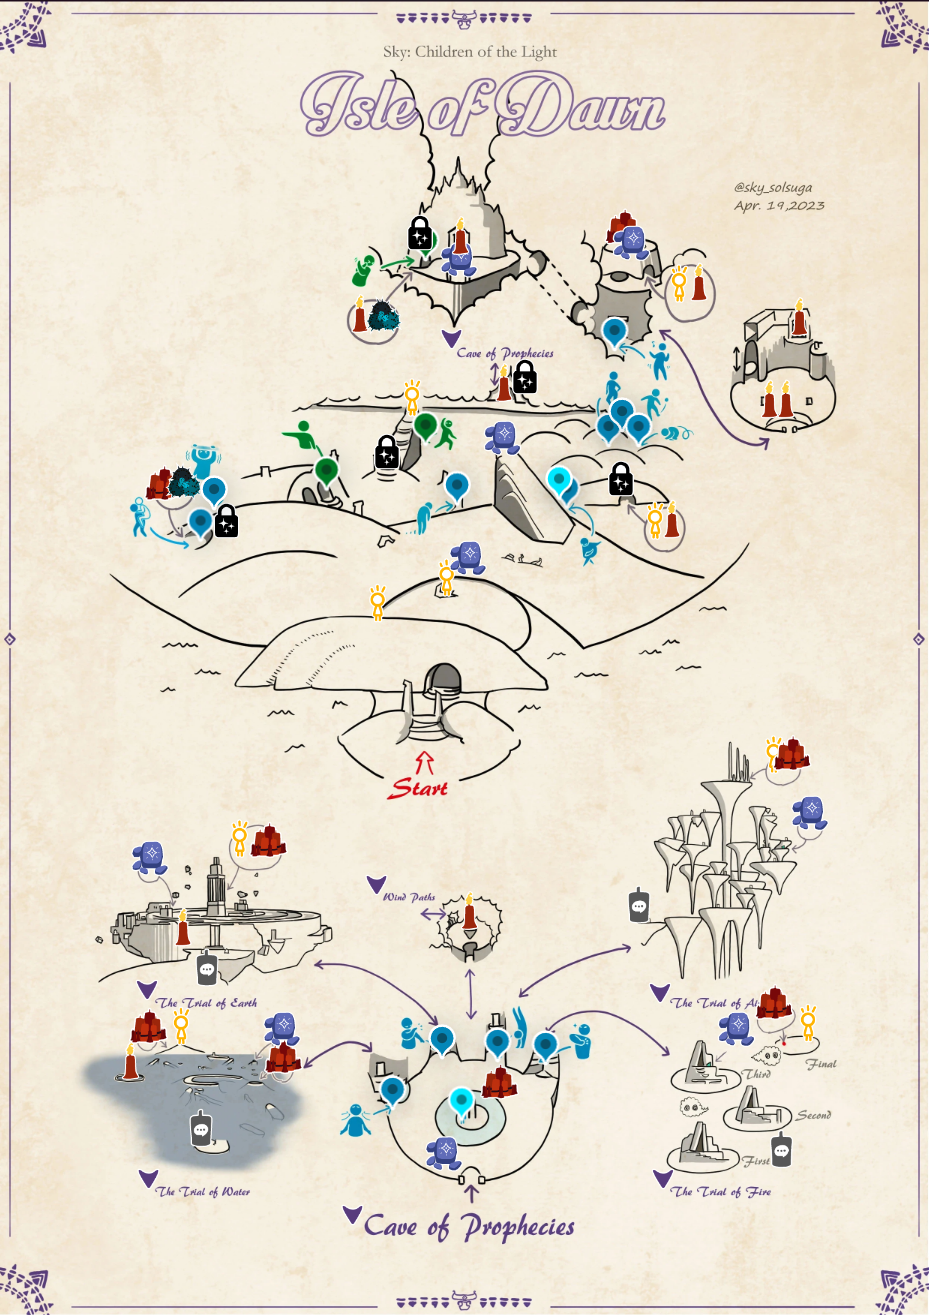 Sky: Children of the Light
Isle of Dawn
@sky_solsuga
Apr. 19,2023
Cave of Prophecies
Start
Wind Paths
The Trial of Earth
The Trial of Ai
Final
Third
Second
First
The Trial of Water
The Trial of Fire
Cave of Prophecies